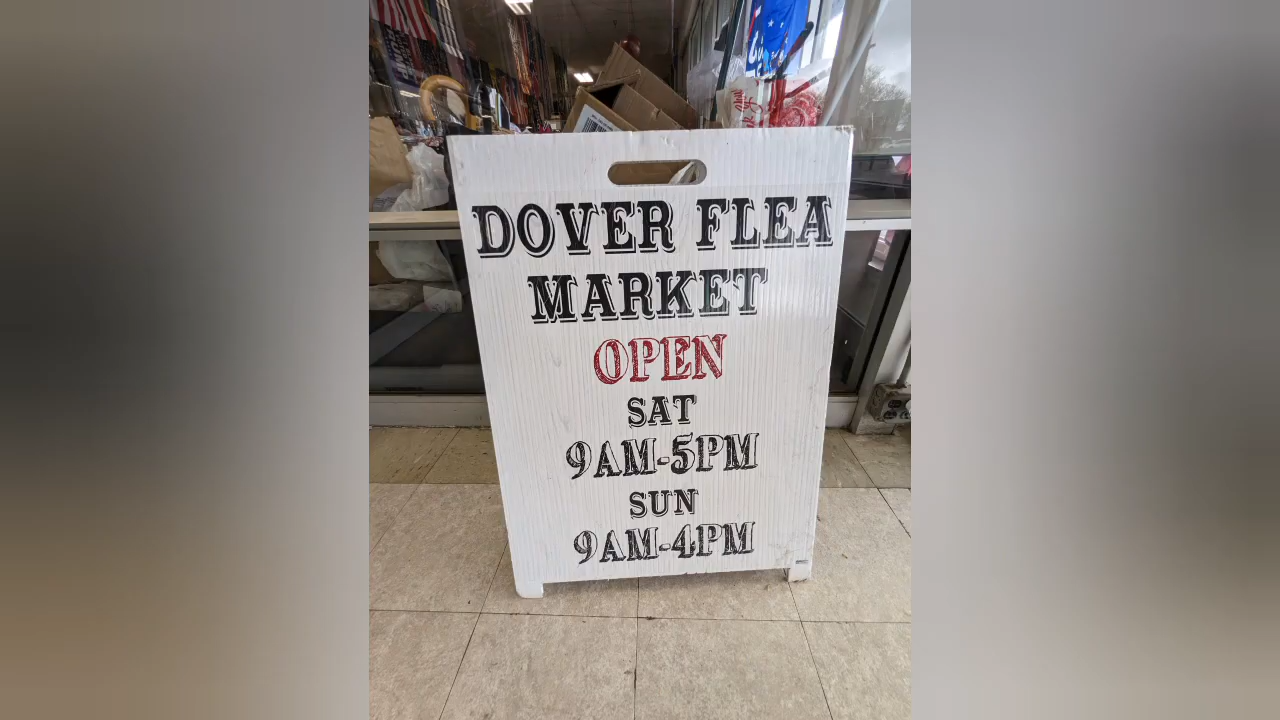 DOVER FLEA
MARKET
OPEN
SAT
9AM-5PM
SUN
9AM-4PM